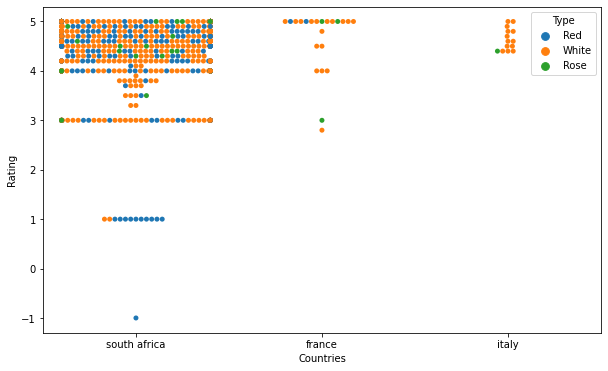 Type
Red
White
Rose
5
4
3
2
1
0
−1
Rating
south africa
france
italy
Countries